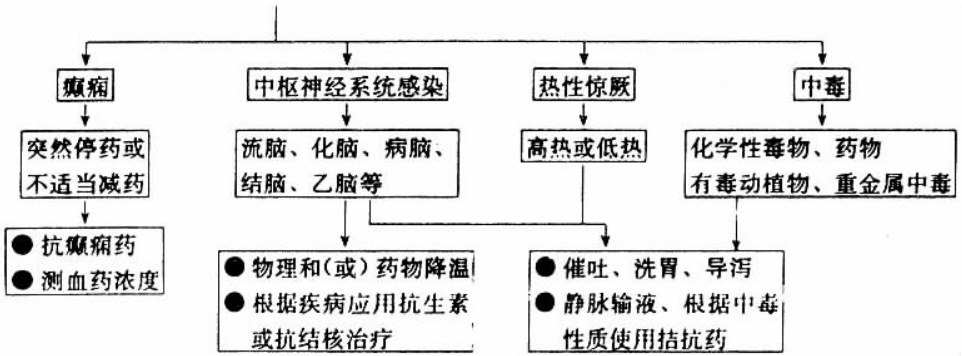 癫痫
中枢神经系统感染
热性惊厥
中毒
突然停药或
不适当减药
流脑、化脑、病脑、
结脑、乙脑等
高热或低热
化学性毒物、药物
有毒动植物、重金属中毒
● 抗癫痫药
● 测血药浓度
● 物理和(或)药物降温
● 根据疾病应用抗生素
或抗结核治疗
● 催吐、洗胃、导泻
● 静脉输液、根据中毒
性质使用拮抗药